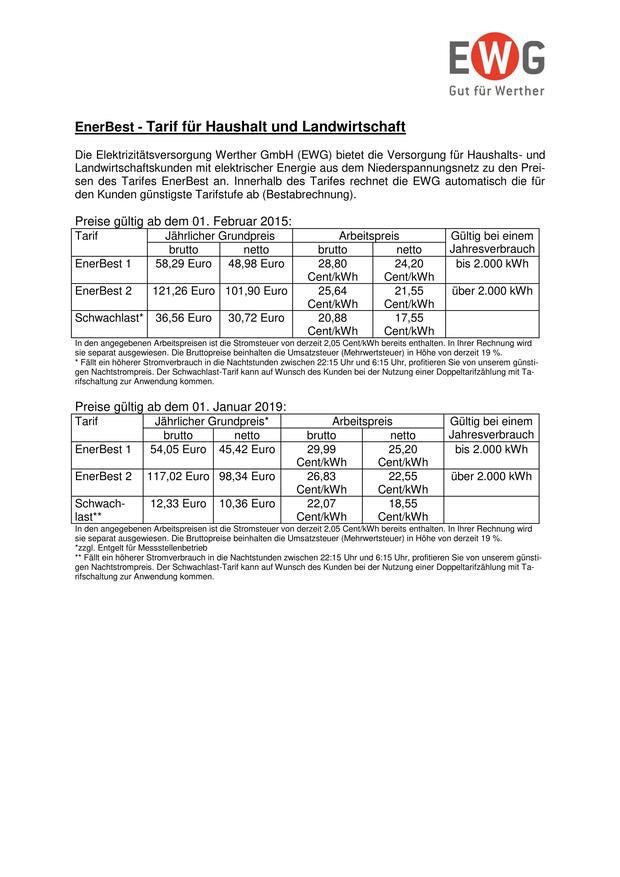 EWG
Gut für Werther
EnerBest - Tarif für Haushalt und Landwirtschaft
Die Elektrizitätsversorgung Werther GmbH (EWG) bietet die Versorgung für Haushalts- und
Landwirtschaftskunden mit elektrischer Energie aus dem Niederspannungsnetz zu den Prei-
sen des Tarifes EnerBest an. Innerhalb des Tarifes rechnet die EWG automatisch die für
den Kunden günstigste Tarifstufe ab (Bestabrechnung).
Preise gültig ab dem 01. Februar 2015:
Tarif Jährlicher Grundpreis Arbeitspreis Gültig bei einem
brutto netto brutto netto Jahresverbrauch
EnerBest 1 58,29 Euro 48,98 Euro 28,80 24,20 bis 2.000 kWh
Cent/kWh Cent/kWh
EnerBest 2 121,26 Euro 101,90 Euro 25,64 21,55 über 2.000 kWh
Cent/kWh Cent/kWh
Schwachlast* 36,56 Euro 30,72 Euro 20,88 17,55
Cent/kWh Cent/kWh
In den angegebenen Arbeitspreisen ist die Stromsteuer von derzeit 2,05 Cent/kWh bereits enthalten. In Ihrer Rechnung wird
sie separat ausgewiesen. Die Bruttopreise beinhalten die Umsatzsteuer (Mehrwertsteuer) in Höhe von derzeit 19 %.
* Fällt ein höherer Stromverbrauch in die Nachtstunden zwischen 22:15 Uhr und 6:15 Uhr, profitieren Sie von unserem günsti-
gen Nachtstrompreis. Der Schwachlast-Tarif kann auf Wunsch des Kunden bei der Nutzung einer Doppeltarifzählung mit Ta-
rifschaltung zur Anwendung kommen.
Preise gültig ab dem 01. Januar 2019:
Tarif Jährlicher Grundpreis* Arbeitspreis Gültig bei einem
brutto netto brutto netto Jahresverbrauch
EnerBest 1 54,05 Euro 45,42 Euro 29,99 25,20 bis 2.000 kWh
Cent/kWh Cent/kWh
EnerBest 2 117,02 Euro 98,34 Euro 26,83 22,55 über 2.000 kWh
Cent/kWh Cent/kWh
Schwach- 12,33 Euro 10,36 Euro 22,07 18,55
last** Cent/kWh Cent/kWh
In den angegebenen Arbeitspreisen ist die Stromsteuer von derzeit 2,05 Cent/kWh bereits enthalten. In Ihrer Rechnung wird
sie separat ausgewiesen. Die Bruttopreise beinhalten die Umsatzsteuer (Mehrwertsteuer) in Höhe von derzeit 19 %.
*zzgl. Entgelt für Messstellenbetrieb
** Fällt ein höherer Stromverbrauch in die Nachtstunden zwischen 22:15 Uhr und 6:15 Uhr, profitieren Sie von unserem günsti-
gen Nachtstrompreis. Der Schwachlast-Tarif kann auf Wunsch des Kunden bei der Nutzung einer Doppeltarifzählung mit Ta-
rifschaltung zur Anwendung kommen.